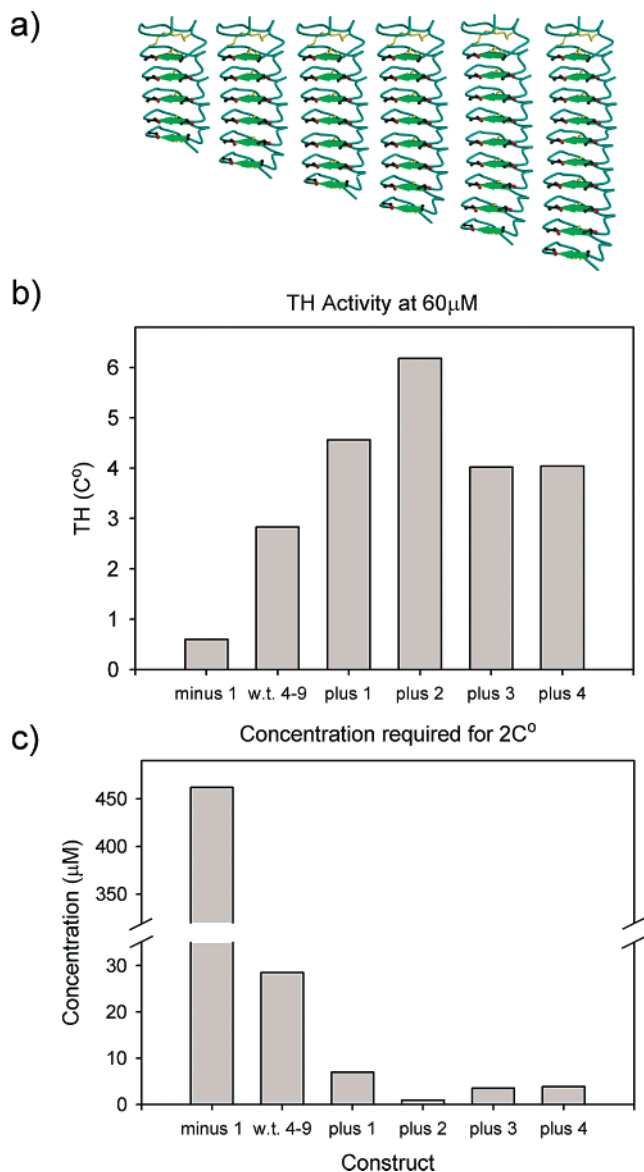 a)
b)
TH Activity at 60μM
TH (Cº)
6
5
4
3
2
1
0
minus 1 w.t. 4-9 plus 1 plus 2 plus 3 plus 4
c)
Concentration required for 2Cº
Concentration (μM)
450
400
350
30
20
10
0
minus 1 w.t. 4-9 plus 1 plus 2 plus 3 plus 4
Construct